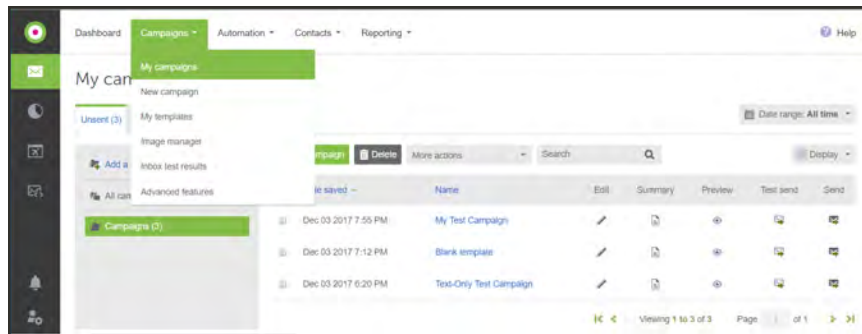 Dashboard Campaigns Automation Contacts Reporting Help
My campaigns
My cam
New campaign
Unsent (3) My templates Date range: All time
Image manager
mpaign Delete More actions Search Display
Add a Inbox test results
All cam Advanced features
e saved Name Edit Summary Preview Test send Send
Campaigns (3) Dec 03 2017 7:55 PM My Test Campaign
Dec 03 2017 7:12 PM Blank template
Dec 03 2017 6:20 PM Text-Only Test Campaign
Viewing 1 to 3 of 3 Page 1 of 1